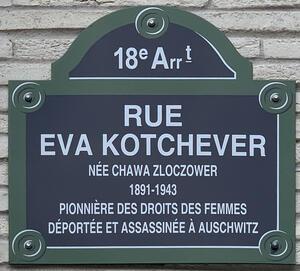 18e Arrt
RUE
EVA KOTCHEVER
NÉE CHAWA ZLOCZOWER
1891-1943
PIONNIÈRE DES DROITS DES FEMMES
DÉPORTÉE ET ASSASSINÉE À AUSCHWITZ